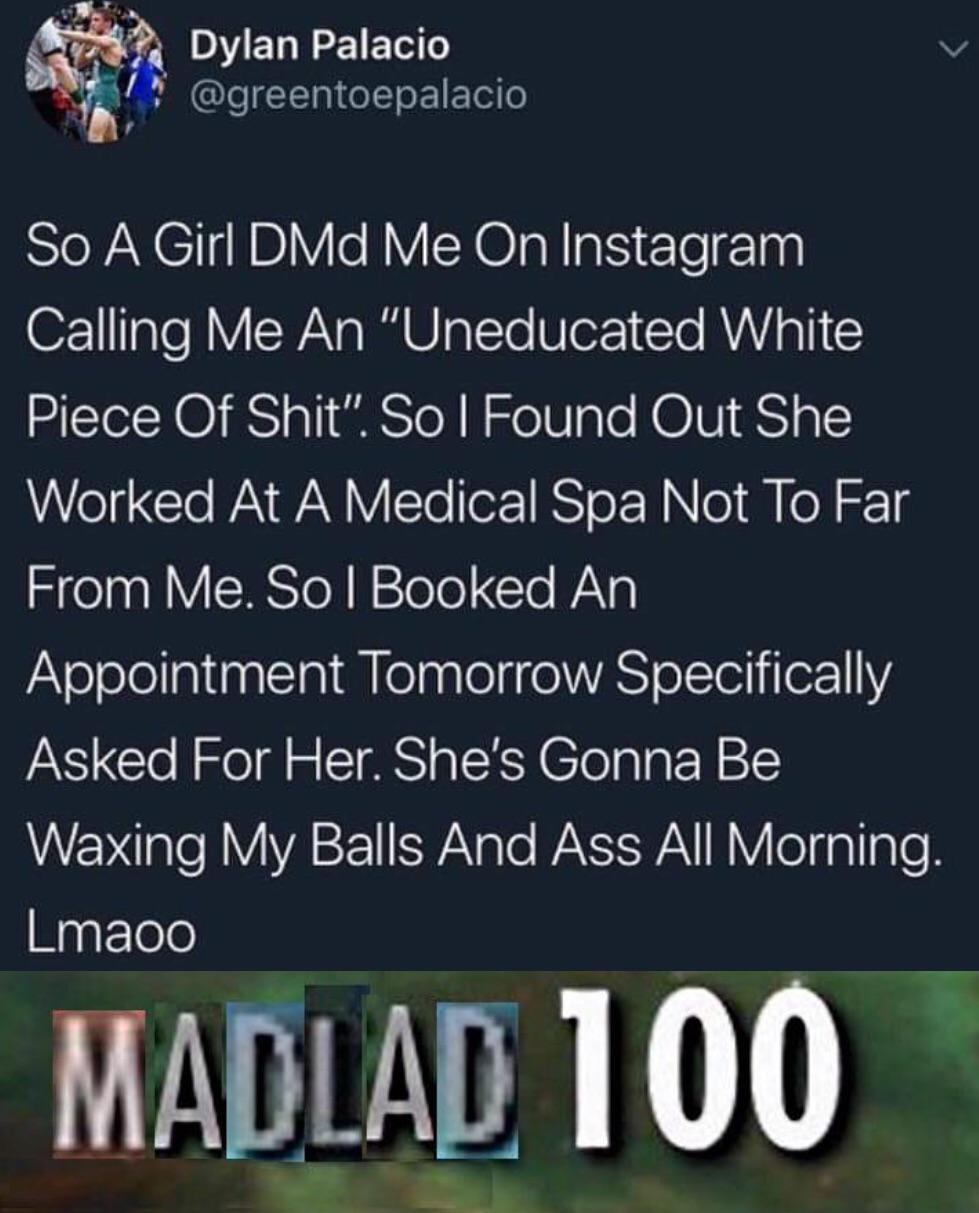 Dylan Palacio
@greentoepalacio
So A Girl DMd Me On Instagram
Calling Me An "Uneducated White
Piece Of Shit". So I Found Out She
Worked At A Medical Spa Not To Far
From Me. So I Booked An
Appointment Tomorrow Specifically
Asked For Her. She's Gonna Be
Waxing My Balls And Ass All Morning.
Lmaoo
MADLAD 100